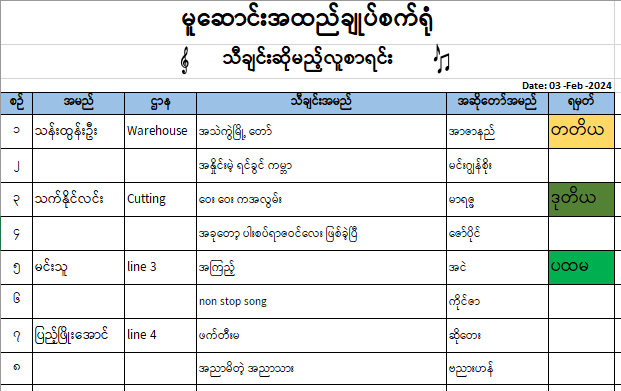 မူဆောင်းအထည်ချုပ်စက်ရုံ
သီချင်းဆိုမည့်လူစာရင်း
Date: 03 -Feb -2024
စဉ် အမည် ဌာန သီချင်းအမည် အဆိုတော်အမည် ရမှတ်
၁ သန်းထွန်းဦး Warehouse အသဲကွဲမြို့တော် အာဇာနည် တတိယ
၂ အနှိုင်းမဲ့ ရင်ခွင် ကမ္ဘာ မင်းဂျွန်စိုး
၃ သက်နိုင်လင်း Cutting ဝေး ဝေး ကအလွမ်း မာရဇ္ဇ ဒုတိယ
၄ အခုတော့ ပါးစပ်ရာဇဝင်လေး ဖြစ်ခဲ့ပြီ ဇော်ပိုင်
၅ မင်းသူ line 3 အကြည့် အငဲ ပထမ
၆ non stop song ကိုင်ဇာ
၇ ပြည့်ဖြိုးအောင် line 4 ဖက်တီးမ ဆိုတေး
၈ အညာမိတဲ့ အညာသား ဗညားဟန်